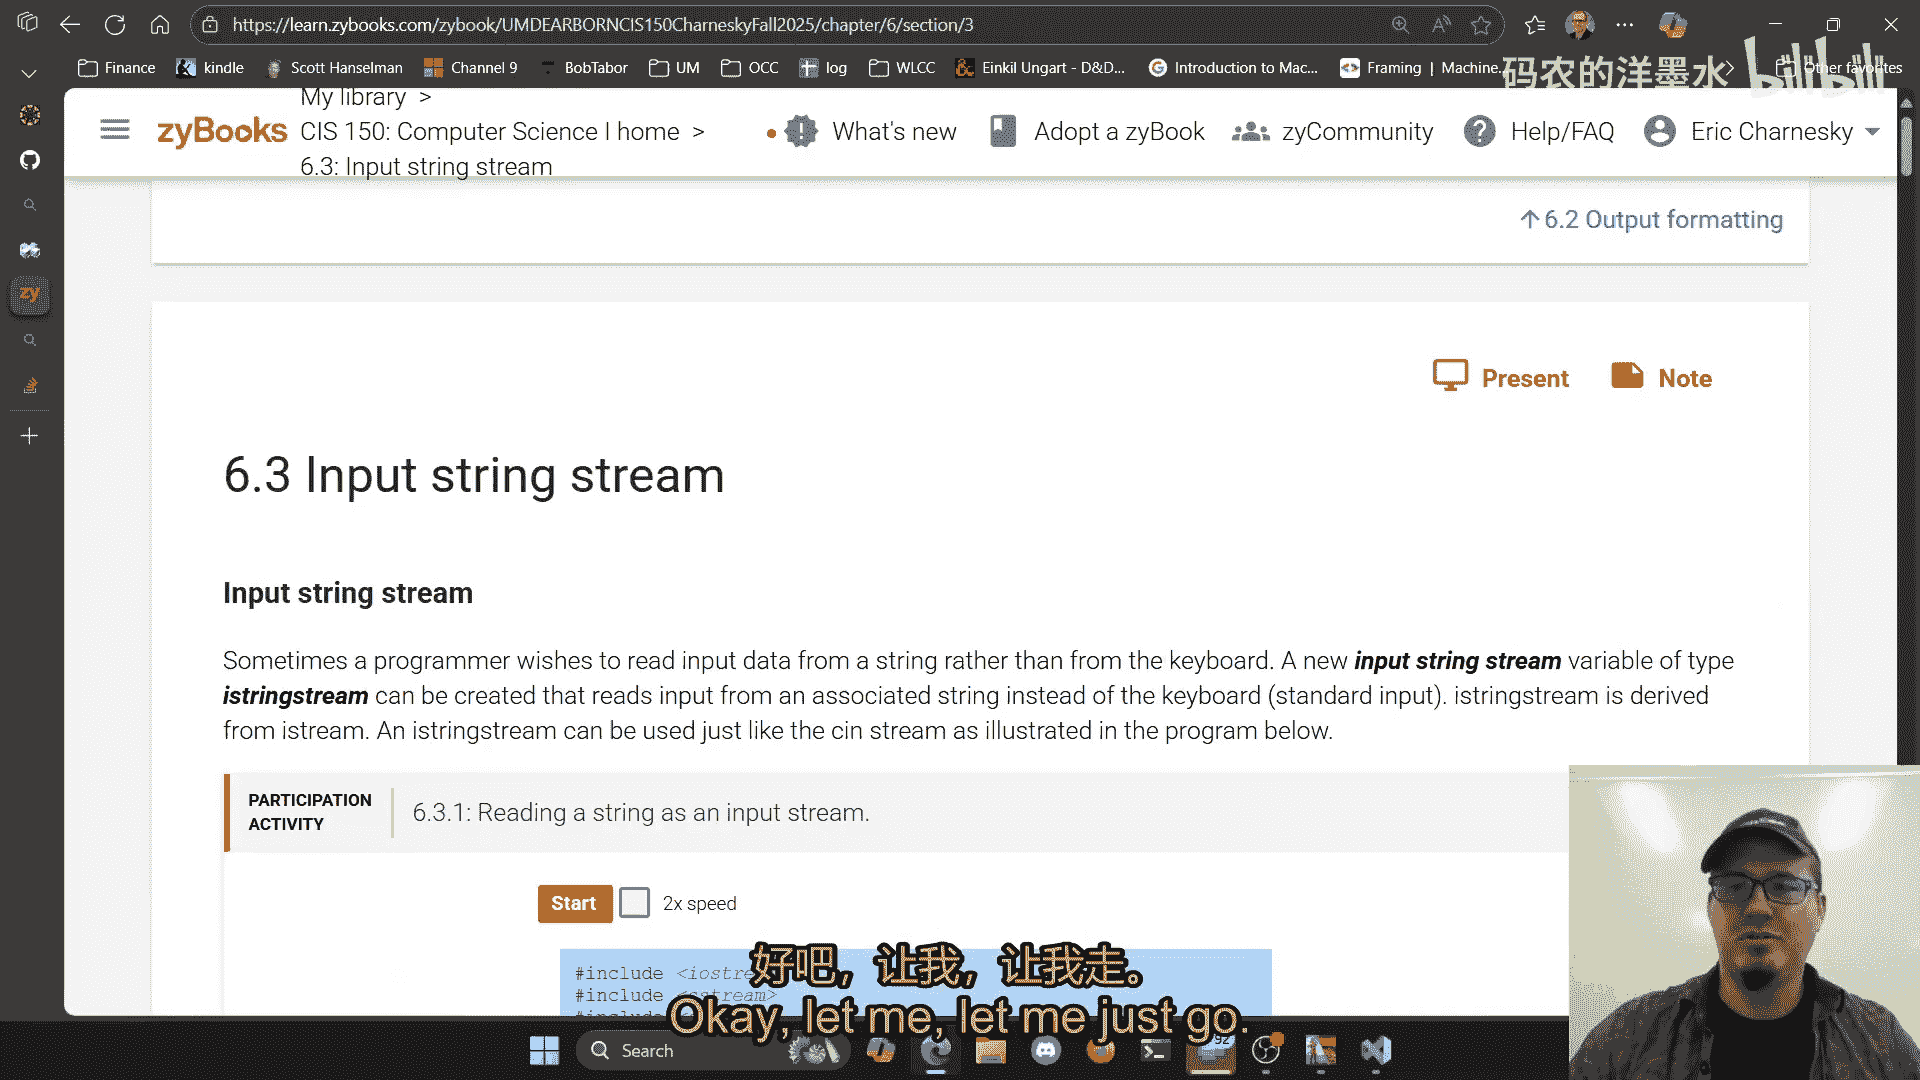 https://learn.zybooks.com/zybook/UMDEARBORNCIS150CharneskyFall2025/chapter/6/section/3
Finance
kindle
Scott Hanselman
Channel 9
BobTabor
UM
OCC
log
WLCC
Einkil Ungart - D&D...
Introduction to Mac...
Framing | Machine...
Other favorites
码农的洋墨水
bilibili
My library >
zyBooks
CIS 150: Computer Science I home >
6.3: Input string stream
What's new
Adopt a zyBook
zyCommunity
Help/FAQ
Eric Charnesky
zy
6.2 Output formatting
Present
Note
6.3 Input string stream
Input string stream
Sometimes a programmer wishes to read input data from a string rather than from the keyboard. A new input string stream variable of type
istringstream can be created that reads input from an associated string instead of the keyboard (standard input). istringstream is derived
from istream. An istringstream can be used just like the cin stream as illustrated in the program below.
PARTICIPATION
ACTIVITY
6.3.1: Reading a string as an input stream.
Start
2x speed
#include <iostre
#include <sstream>
好吧，让我，让我走。
Okay, let me, let me just go.
Search